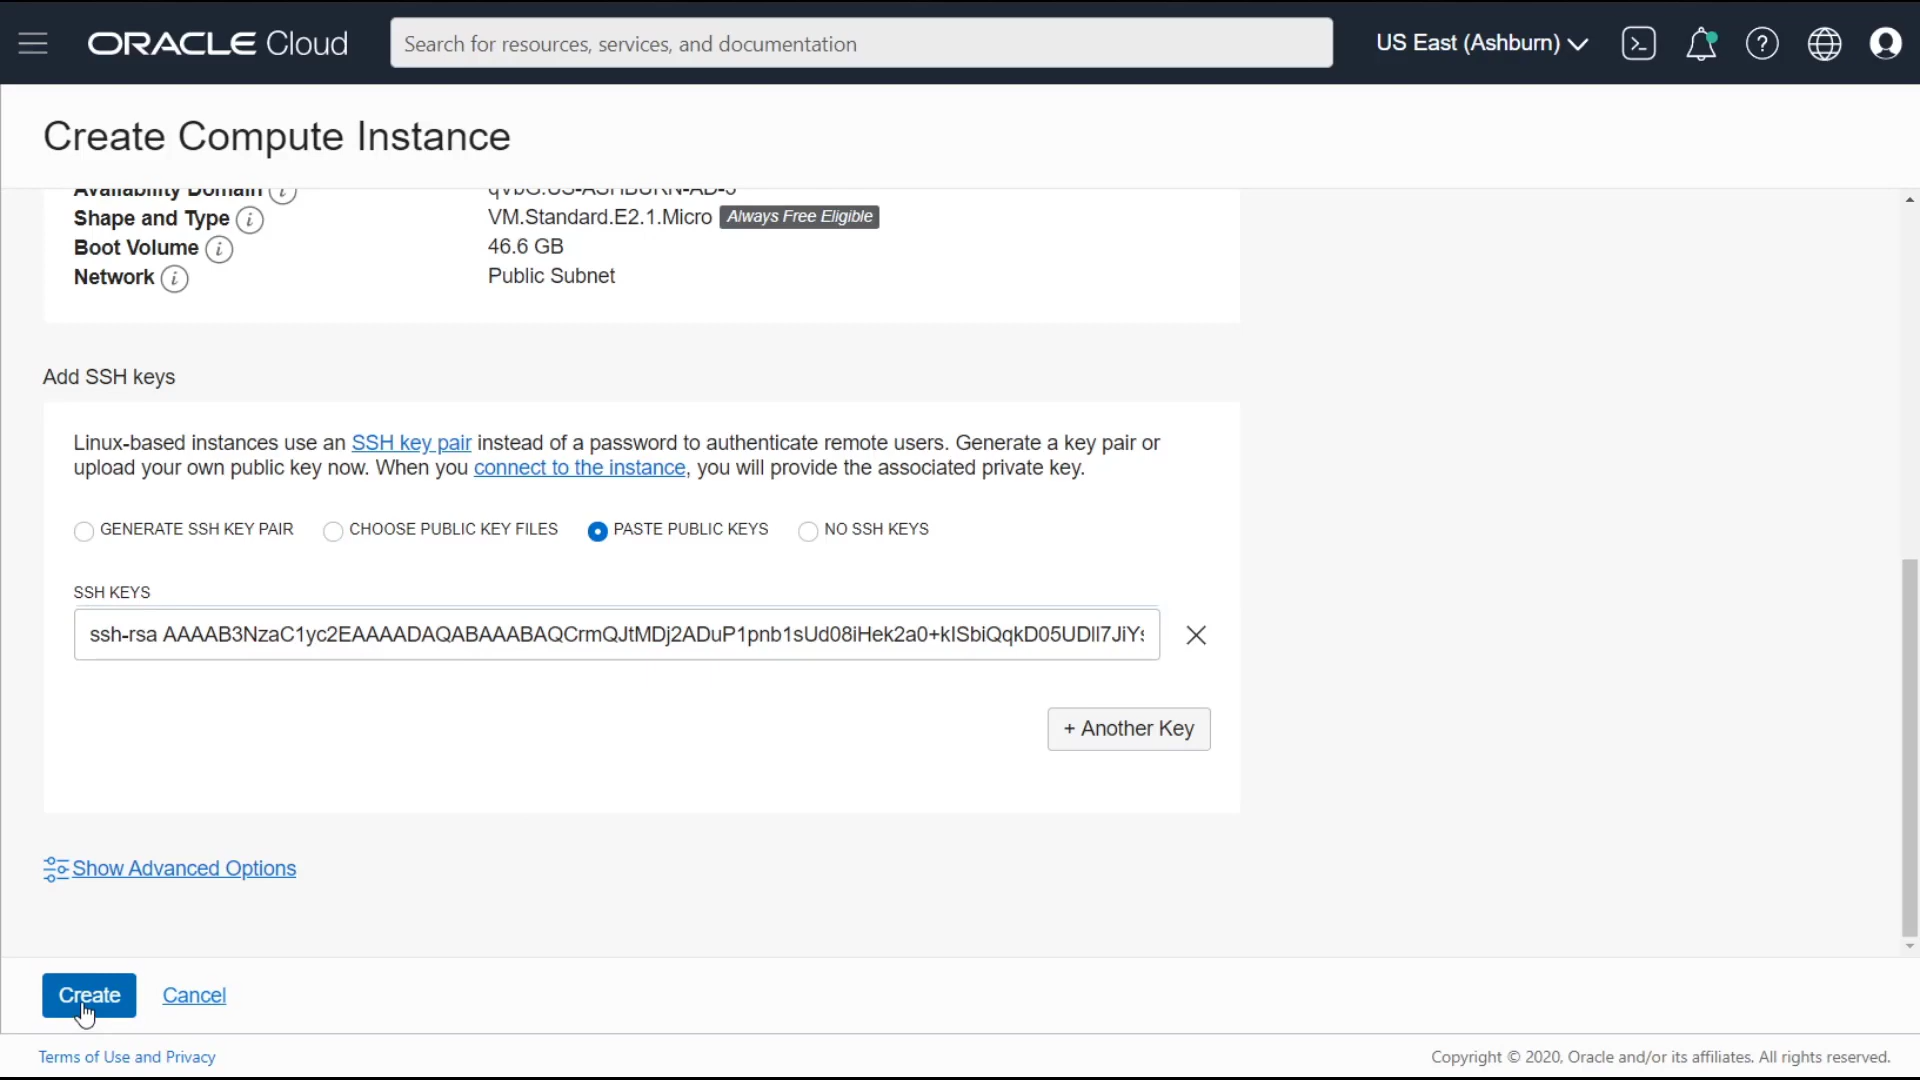 ORACLE Cloud
Search for resources, services, and documentation
US East (Ashburn)
Create Compute Instance
Availability Domain
qVbG:US-ASHBURN-AD-3
Shape and Type
VM.Standard.E2.1.Micro Always Free Eligible
Boot Volume
46.6 GB
Network
Public Subnet
Add SSH keys
Linux-based instances use an SSH key pair instead of a password to authenticate remote users. Generate a key pair or
upload your own public key now. When you connect to the instance, you will provide the associated private key.
GENERATE SSH KEY PAIR CHOOSE PUBLIC KEY FILES PASTE PUBLIC KEYS NO SSH KEYS
SSH KEYS
ssh-rsa AAAAB3NzaC1yc2EAAAADAQABAAABAQCrmQJtMDj2ADuP1pnb1sUd08iHek2a0+kISbiQqkD05UDII7JiYs
+ Another Key
Show Advanced Options
Create Cancel
Terms of Use and Privacy
Copyright © 2020, Oracle and/or its affiliates. All rights reserved.